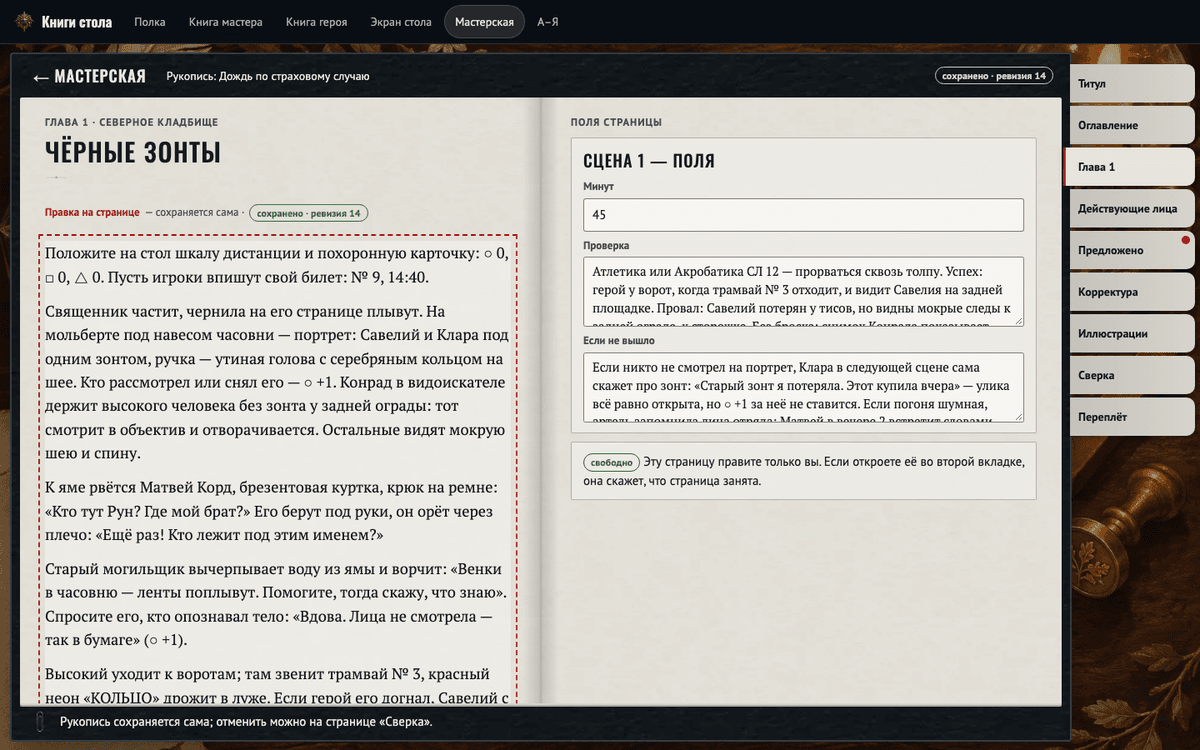 Книги стола
Полка
Книга мастера
Книга героя
Экран стола
Мастерская
А–Я
← МАСТЕРСКАЯ
Рукопись: Дождь по страховому случаю
сохранено · ревизия 14
ГЛАВА 1 · СЕВЕРНОЕ КЛАДБИЩЕ
ЧЁРНЫЕ ЗОНТЫ
Правка на странице — сохраняется сама · сохранено · ревизия 14
Положите на стол шкалу дистанции и похоронную карточку: ○ 0,
□ 0, △ 0. Пусть игроки впишут свой билет: № 9, 14:40.
Священник частит, чернила на его странице плывут. На
мольберте под навесом часовни — портрет: Савелий и Клара под
одним зонтом, ручка — утиная голова с серебряным кольцом на
шее. Кто рассмотрел или снял его — ○ +1. Конрад в видоискателе
держит высокого человека без зонта у задней ограды: тот
смотрит в объектив и отворачивается. Остальные видят мокрую
шею и спину.
К яме рвётся Матвей Корд, брезентовая куртка, крюк на ремне:
«Кто тут Рун? Где мой брат?» Его берут под руки, он орёт через
плечо: «Ещё раз! Кто лежит под этим именем?»
Старый могильщик вычерпывает воду из ямы и ворчит: «Венки
в часовню — ленты поплывут. Помогите, тогда скажу, что знаю».
Спросите его, кто опознавал тело: «Вдова. Лица не смотрела —
так в бумаге» (○ +1).
Высокий уходит к воротам; там звенит трамвай № 3, красный
неон «КОЛЬЦО» дрожит в луже. Если герой его догнал, Савелий с
ПОЛЯ СТРАНИЦЫ
СЦЕНА 1 — ПОЛЯ
Минут
45
Проверка
Атлетика или Акробатика СЛ 12 — прорваться сквозь толпу. Успех:
герой у ворот, когда трамвай № 3 отходит, и видит Савелия на задней
площадке. Провал: Савелий потерян у тисов, но видны мокрые следы к
Если не вышло
Если никто не смотрел на портрет, Клара в следующей сцене сама
скажет про зонт: «Старый зонт я потеряла. Этот купила вчера» — улика
всё равно открыта, но ○ +1 за неё не ставится. Если погоня шумная,
свободно Эту страницу правите только вы. Если откроете её во второй вкладке,
она скажет, что страница занята.
Титул
Оглавление
Глава 1
Действующие лица
Предложено
Корректура
Иллюстрации
Сверка
Переплёт
Рукопись сохраняется сама; отменить можно на странице «Сверка».